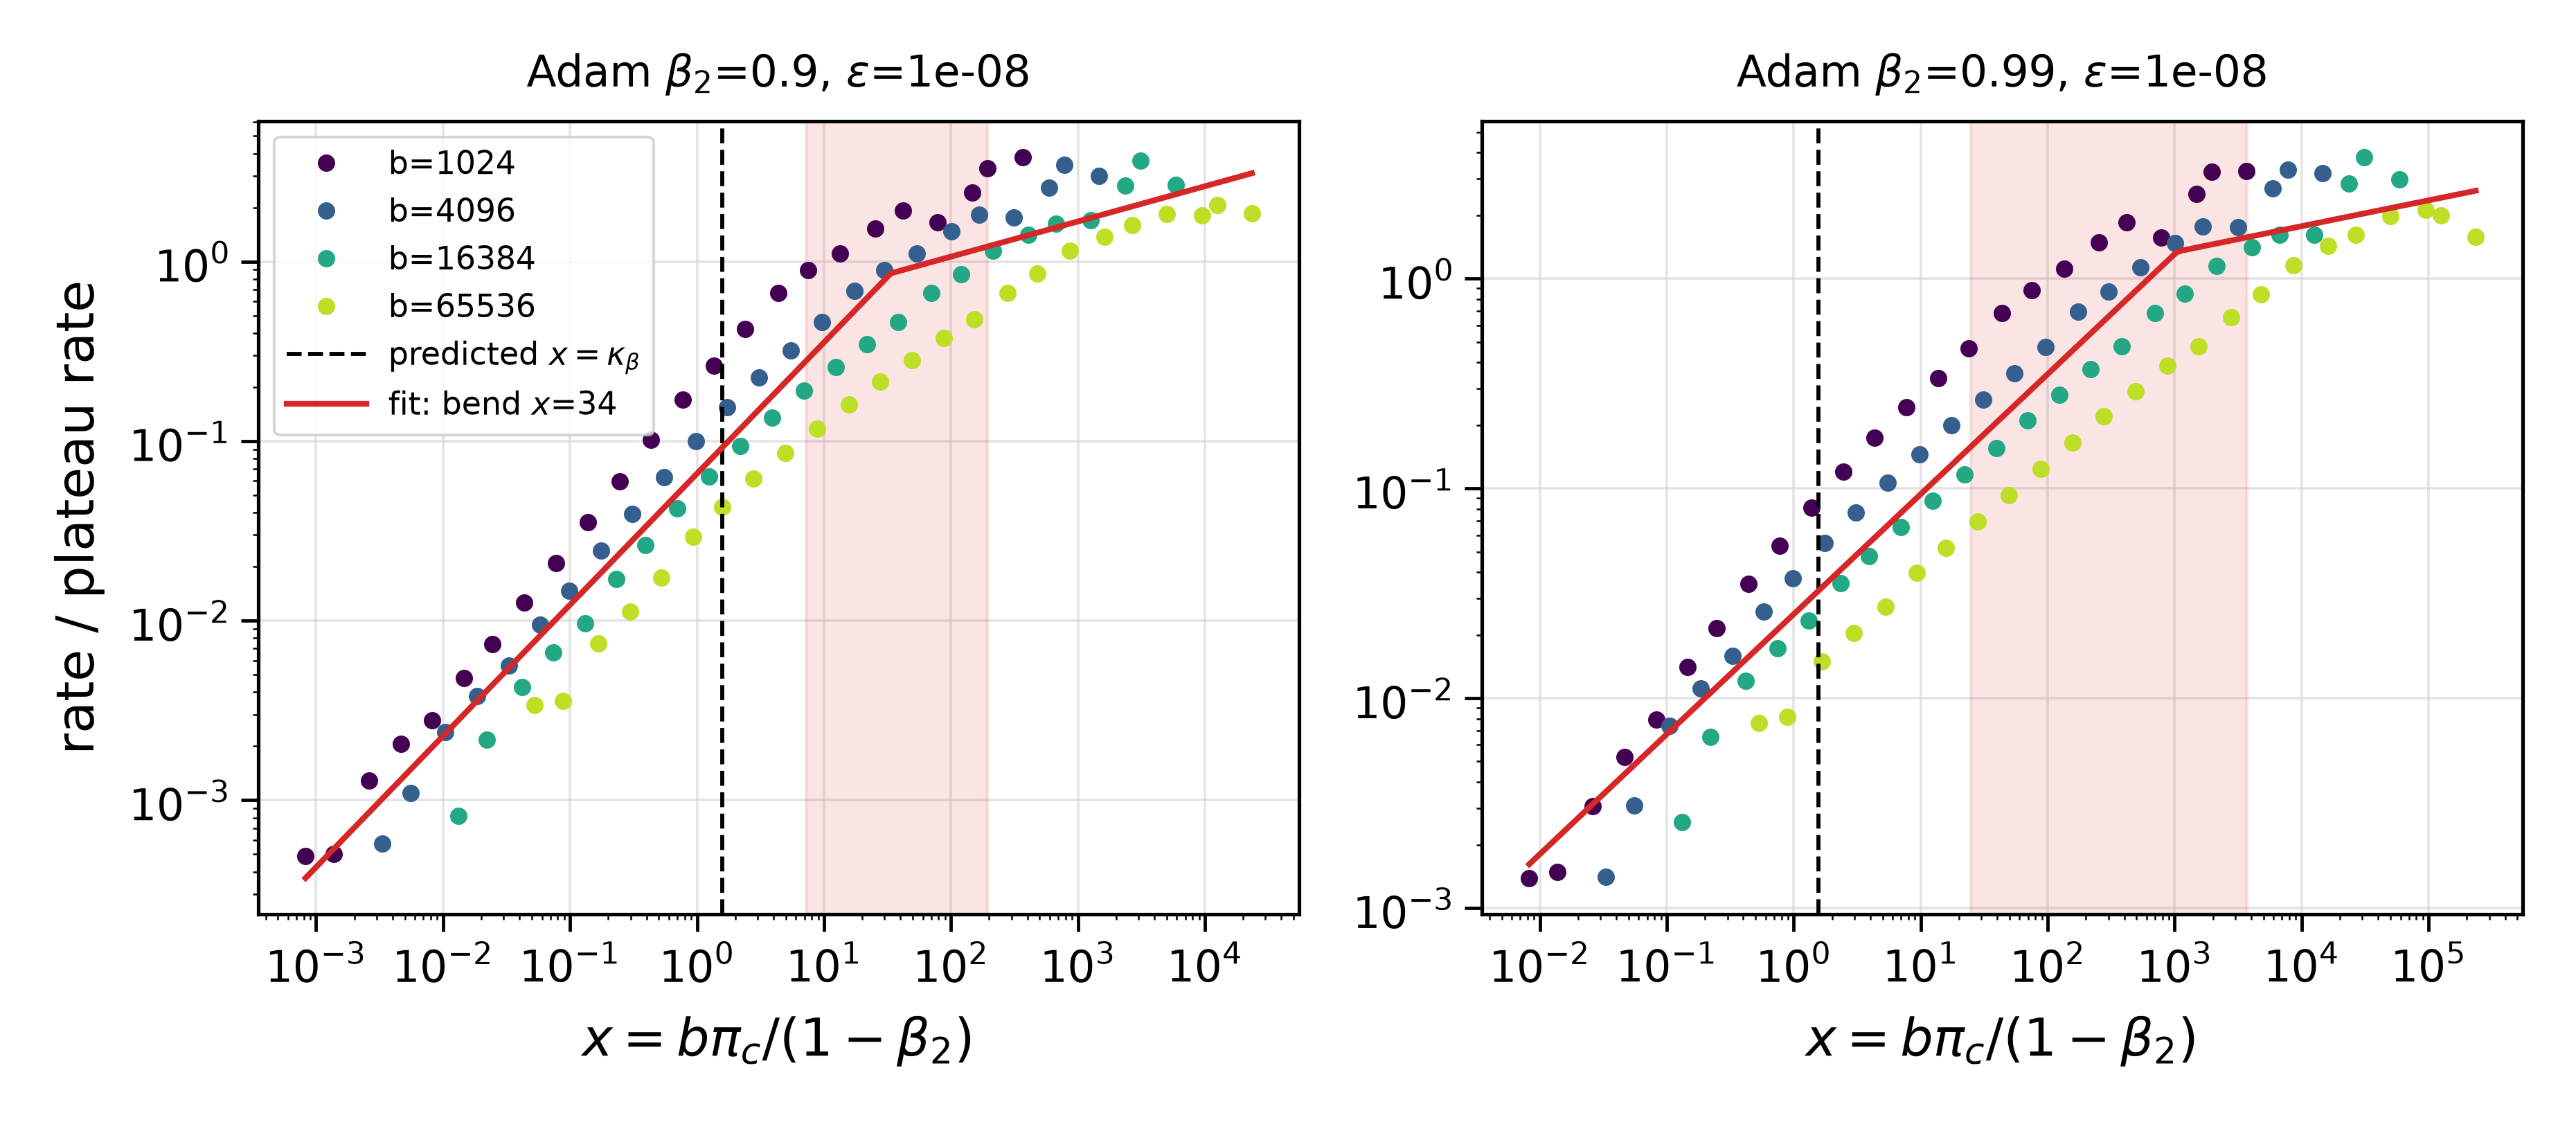 Adam β₂=0.9, ε=1e-08
rate / plateau rate
10⁰
10⁻¹
10⁻²
10⁻³
b=1024
b=4096
b=16384
b=65536
predicted x = κᵦ
fit: bend x=34
10⁻³ 10⁻² 10⁻¹ 10⁰ 10¹ 10² 10³ 10⁴
x = bπ_c/(1 − β₂)
Adam β₂=0.99, ε=1e-08
10⁰
10⁻¹
10⁻²
10⁻³
10⁻² 10⁻¹ 10⁰ 10¹ 10² 10³ 10⁴ 10⁵
x = bπ_c/(1 − β₂)